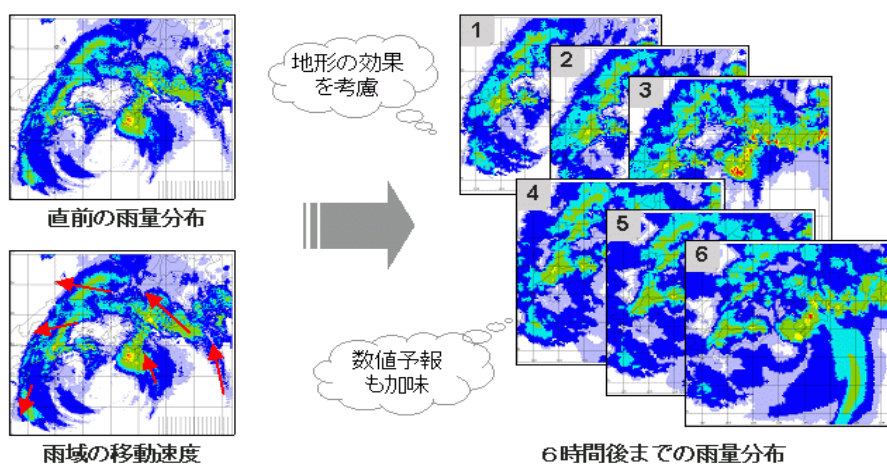 地形の効果
を考慮
直前の雨量分布
雨域の移動速度
数値予報
も加味
1
2
3
4
5
6
6時間後までの雨量分布